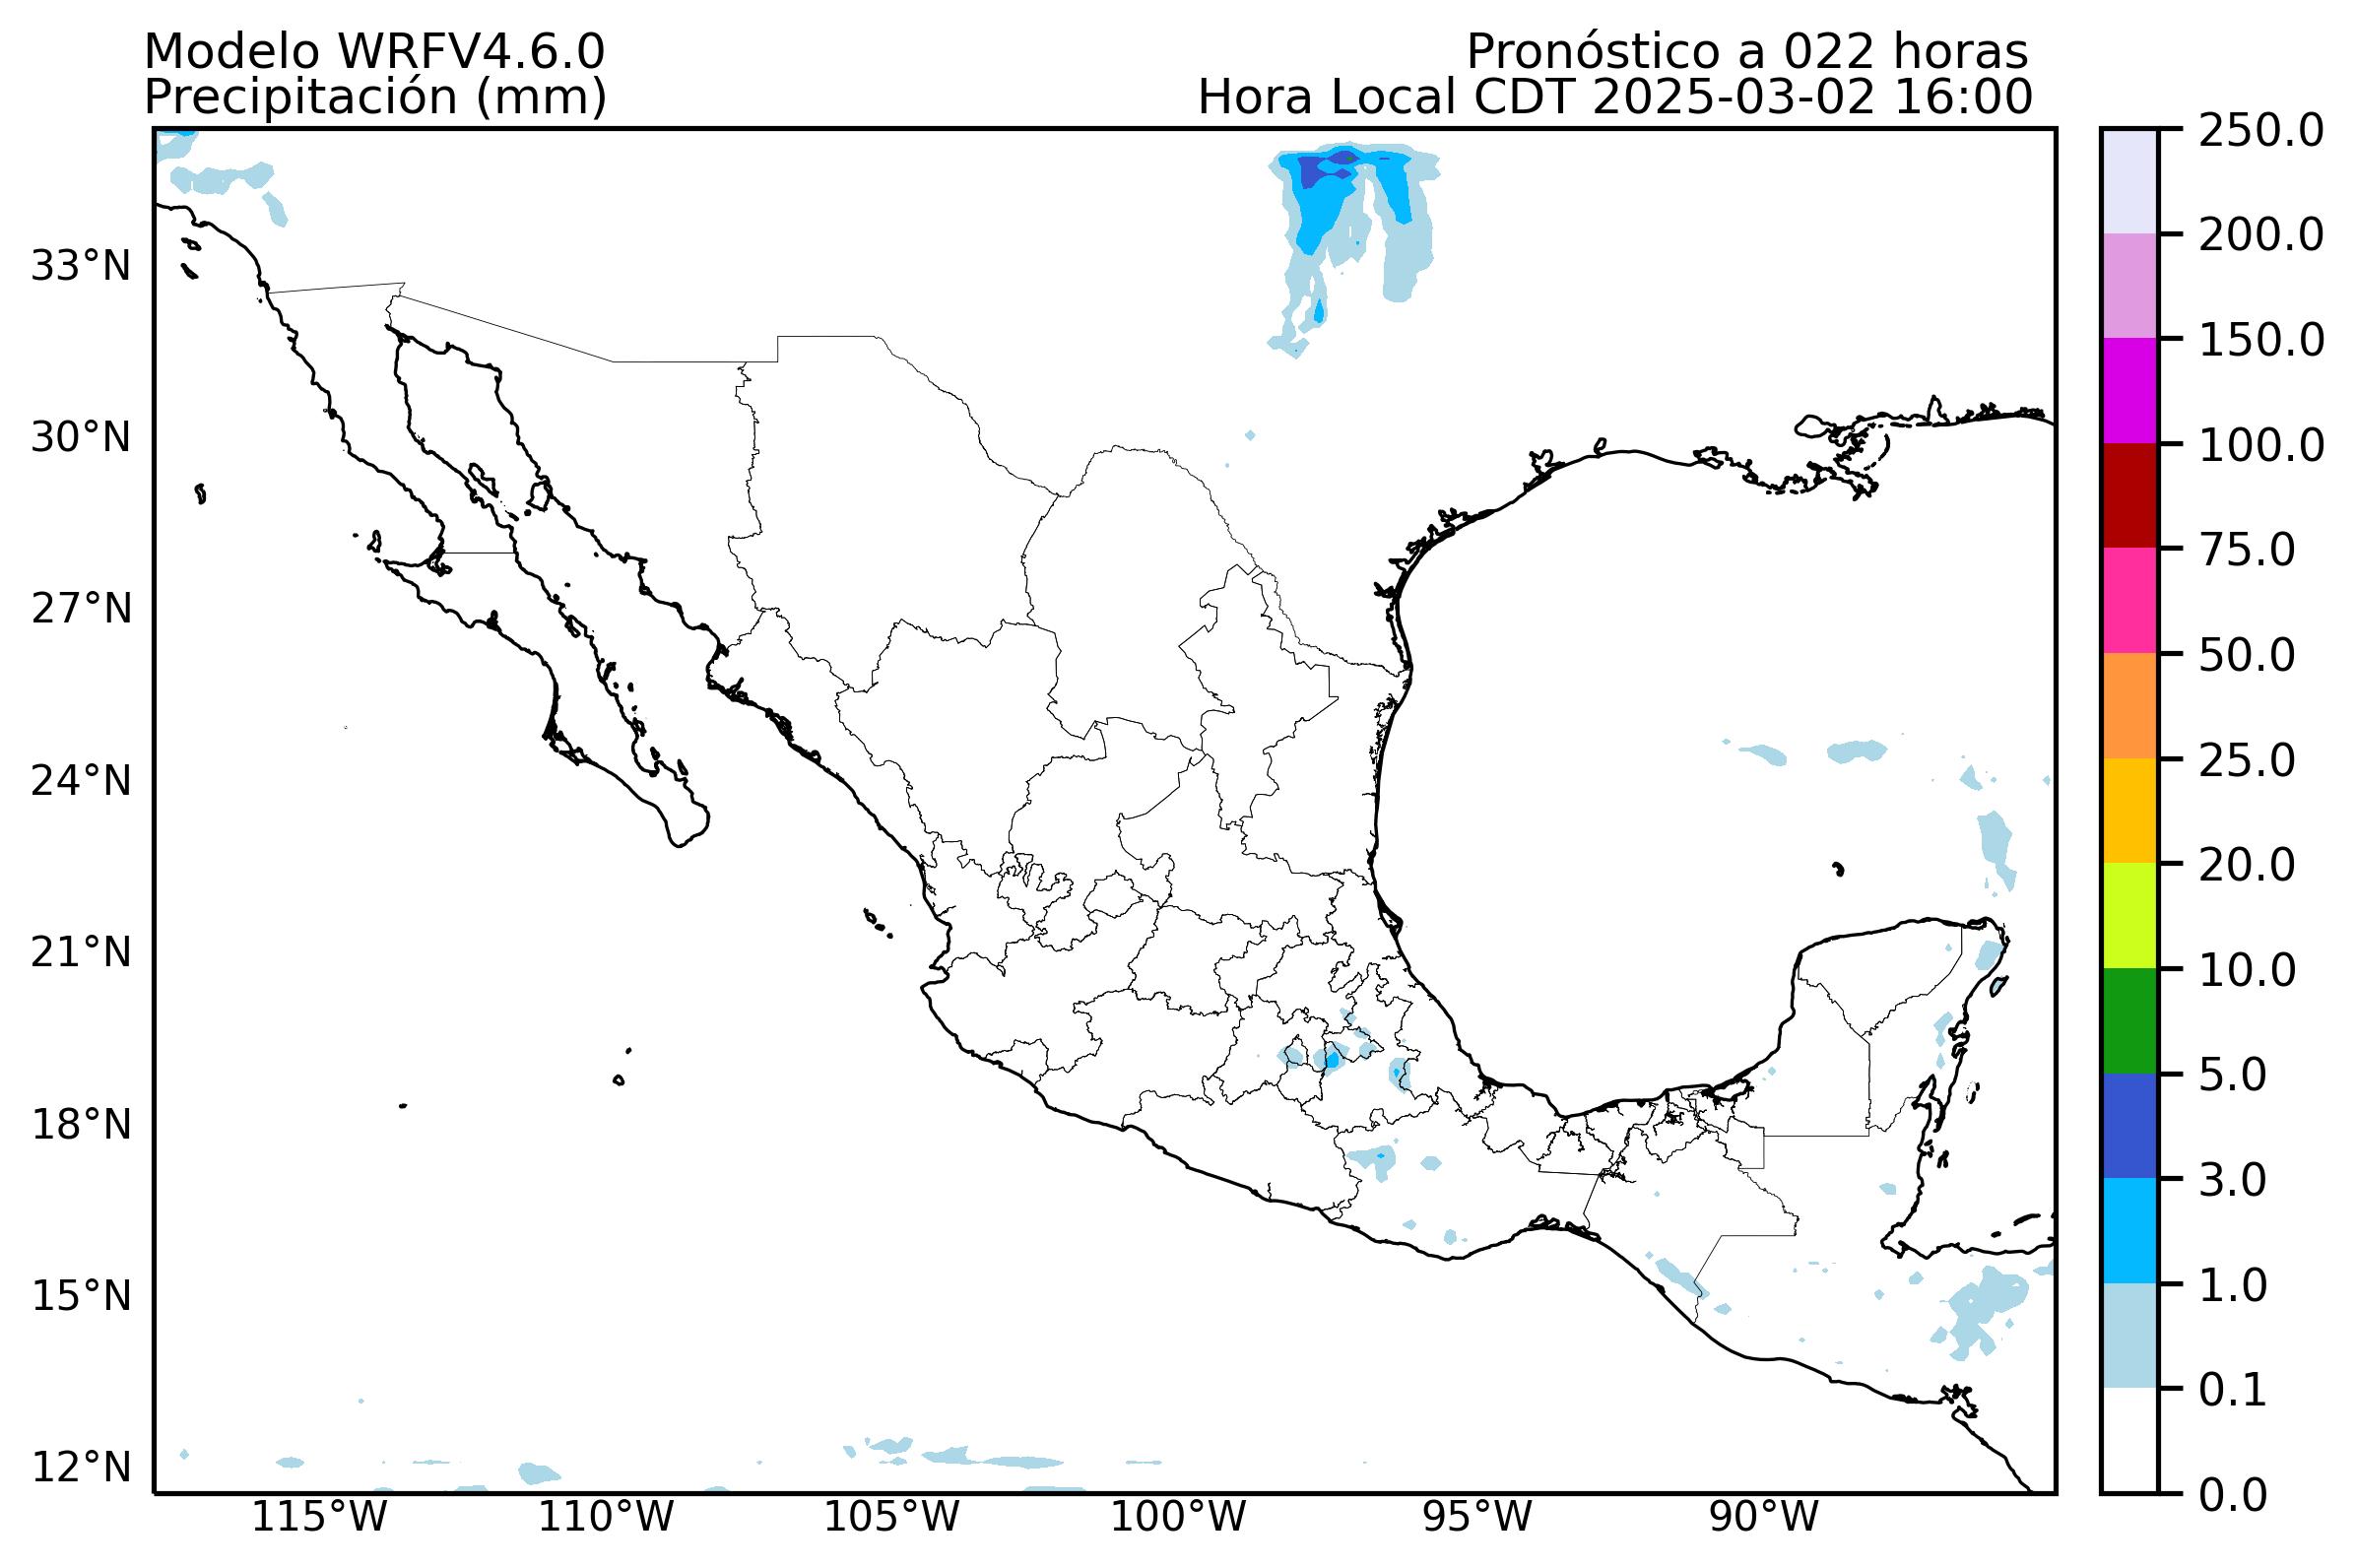 Modelo WRFV4.6.0
Precipitación (mm)
Pronóstico a 022 horas
Hora Local CDT 2025-03-02 16:00
33°N
30°N
27°N
24°N
21°N
18°N
15°N
12°N
115°W
110°W
105°W
100°W
95°W
90°W
250.0
200.0
150.0
100.0
75.0
50.0
25.0
20.0
10.0
5.0
3.0
1.0
0.1
0.0